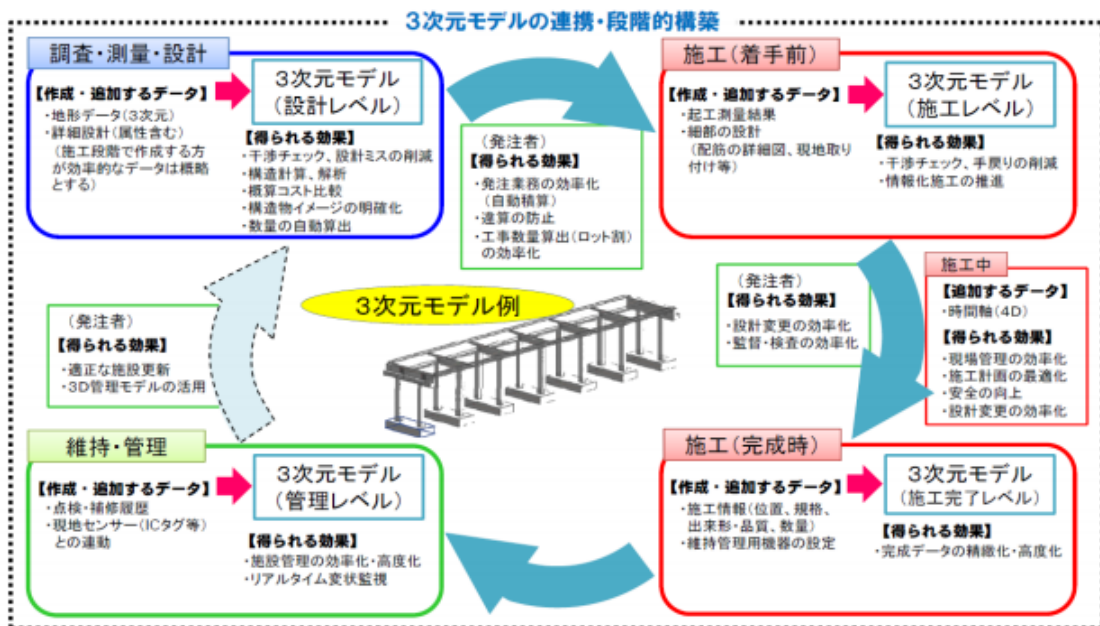 3次元モデルの連携・段階的構築
調査・測量・設計
【作成・追加するデータ】
・地形データ(3次元)
・詳細設計(属性含む)
(施工段階で作成する方
が効率的なデータは概略
とする)
3次元モデル
(設計レベル)
【得られる効果】
・干渉チェック、設計ミスの削減
・構造計算、解析
・概算コスト比較
・構造物イメージの明確化
・数量の自動算出
(発注者)
【得られる効果】
・発注業務の効率化
(自動積算)
・違算の防止
・工事数量算出(ロット割)
の効率化
施工(着手前)
【作成・追加するデータ】
・起工測量結果
・細部の設計
(配筋の詳細図、現地取り
付け等)
3次元モデル
(施工レベル)
【得られる効果】
・干渉チェック、手戻りの削減
・情報化施工の推進
(発注者)
【得られる効果】
・設計変更の効率化
・監督・検査の効率化
施工中
【追加するデータ】
・時間軸(4D)
【得られる効果】
・現場管理の効率化
・施工計画の最適化
・安全の向上
・設計変更の効率化
3次元モデル例
(発注者)
【得られる効果】
・適正な施設更新
・3D管理モデルの活用
維持・管理
【作成・追加するデータ】
・点検・補修履歴
・現地センサー(ICタグ等)
との連動
3次元モデル
(管理レベル)
【得られる効果】
・施設管理の効率化・高度化
・リアルタイム変状監視
施工(完成時)
【作成・追加するデータ】
・施工情報(位置、規格、
出来形・品質、数量)
・維持管理用機器の設定
3次元モデル
(施工完了レベル)
【得られる効果】
・完成データの精緻化・高度化